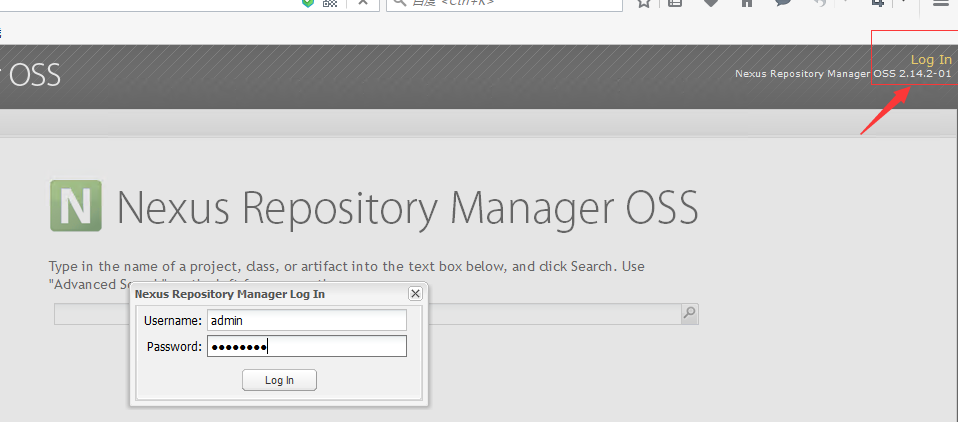 百度 <Ctrl+K>
OSS
Log In
Nexus Repository Manager OSS 2.14.2-01
N Nexus Repository Manager OSS
Type in the name of a project, class, or artifact into the text box below, and click Search. Use
"Advanced
Nexus Repository Manager Log In
Username: admin
Password: ●●●●●●●●
Log In